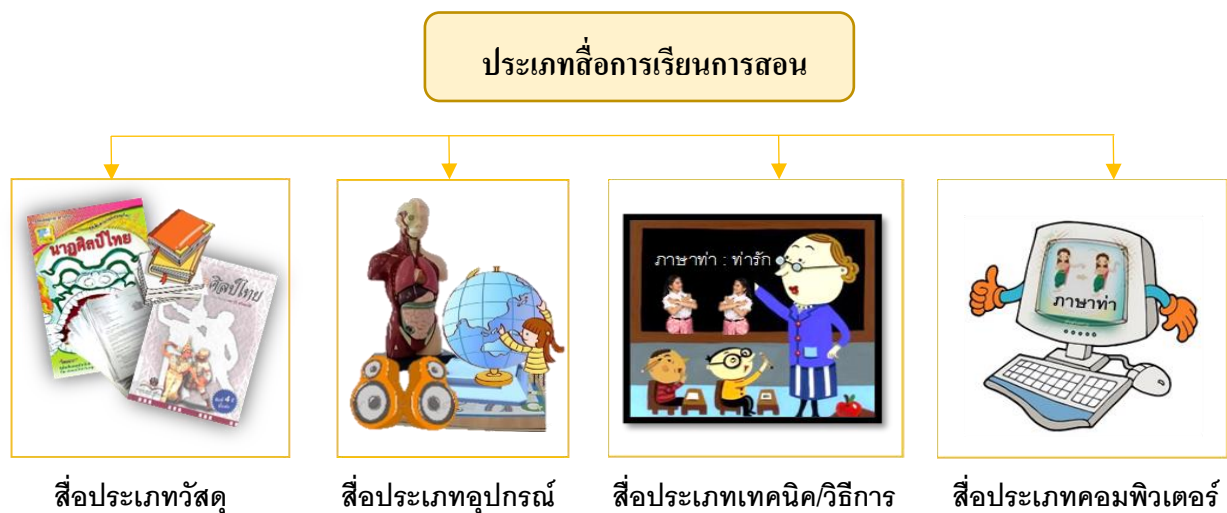 ประเภทสื่อการเรียนการสอน
นาฏศิลป์ไทย
ศิลป์ไทย
ภาษาท่า : ท่ารัก
ภาษาท่า
สื่อประเภทวัสดุ
สื่อประเภทอุปกรณ์
สื่อประเภทเทคนิค/วิธีการ
สื่อประเภทคอมพิวเตอร์